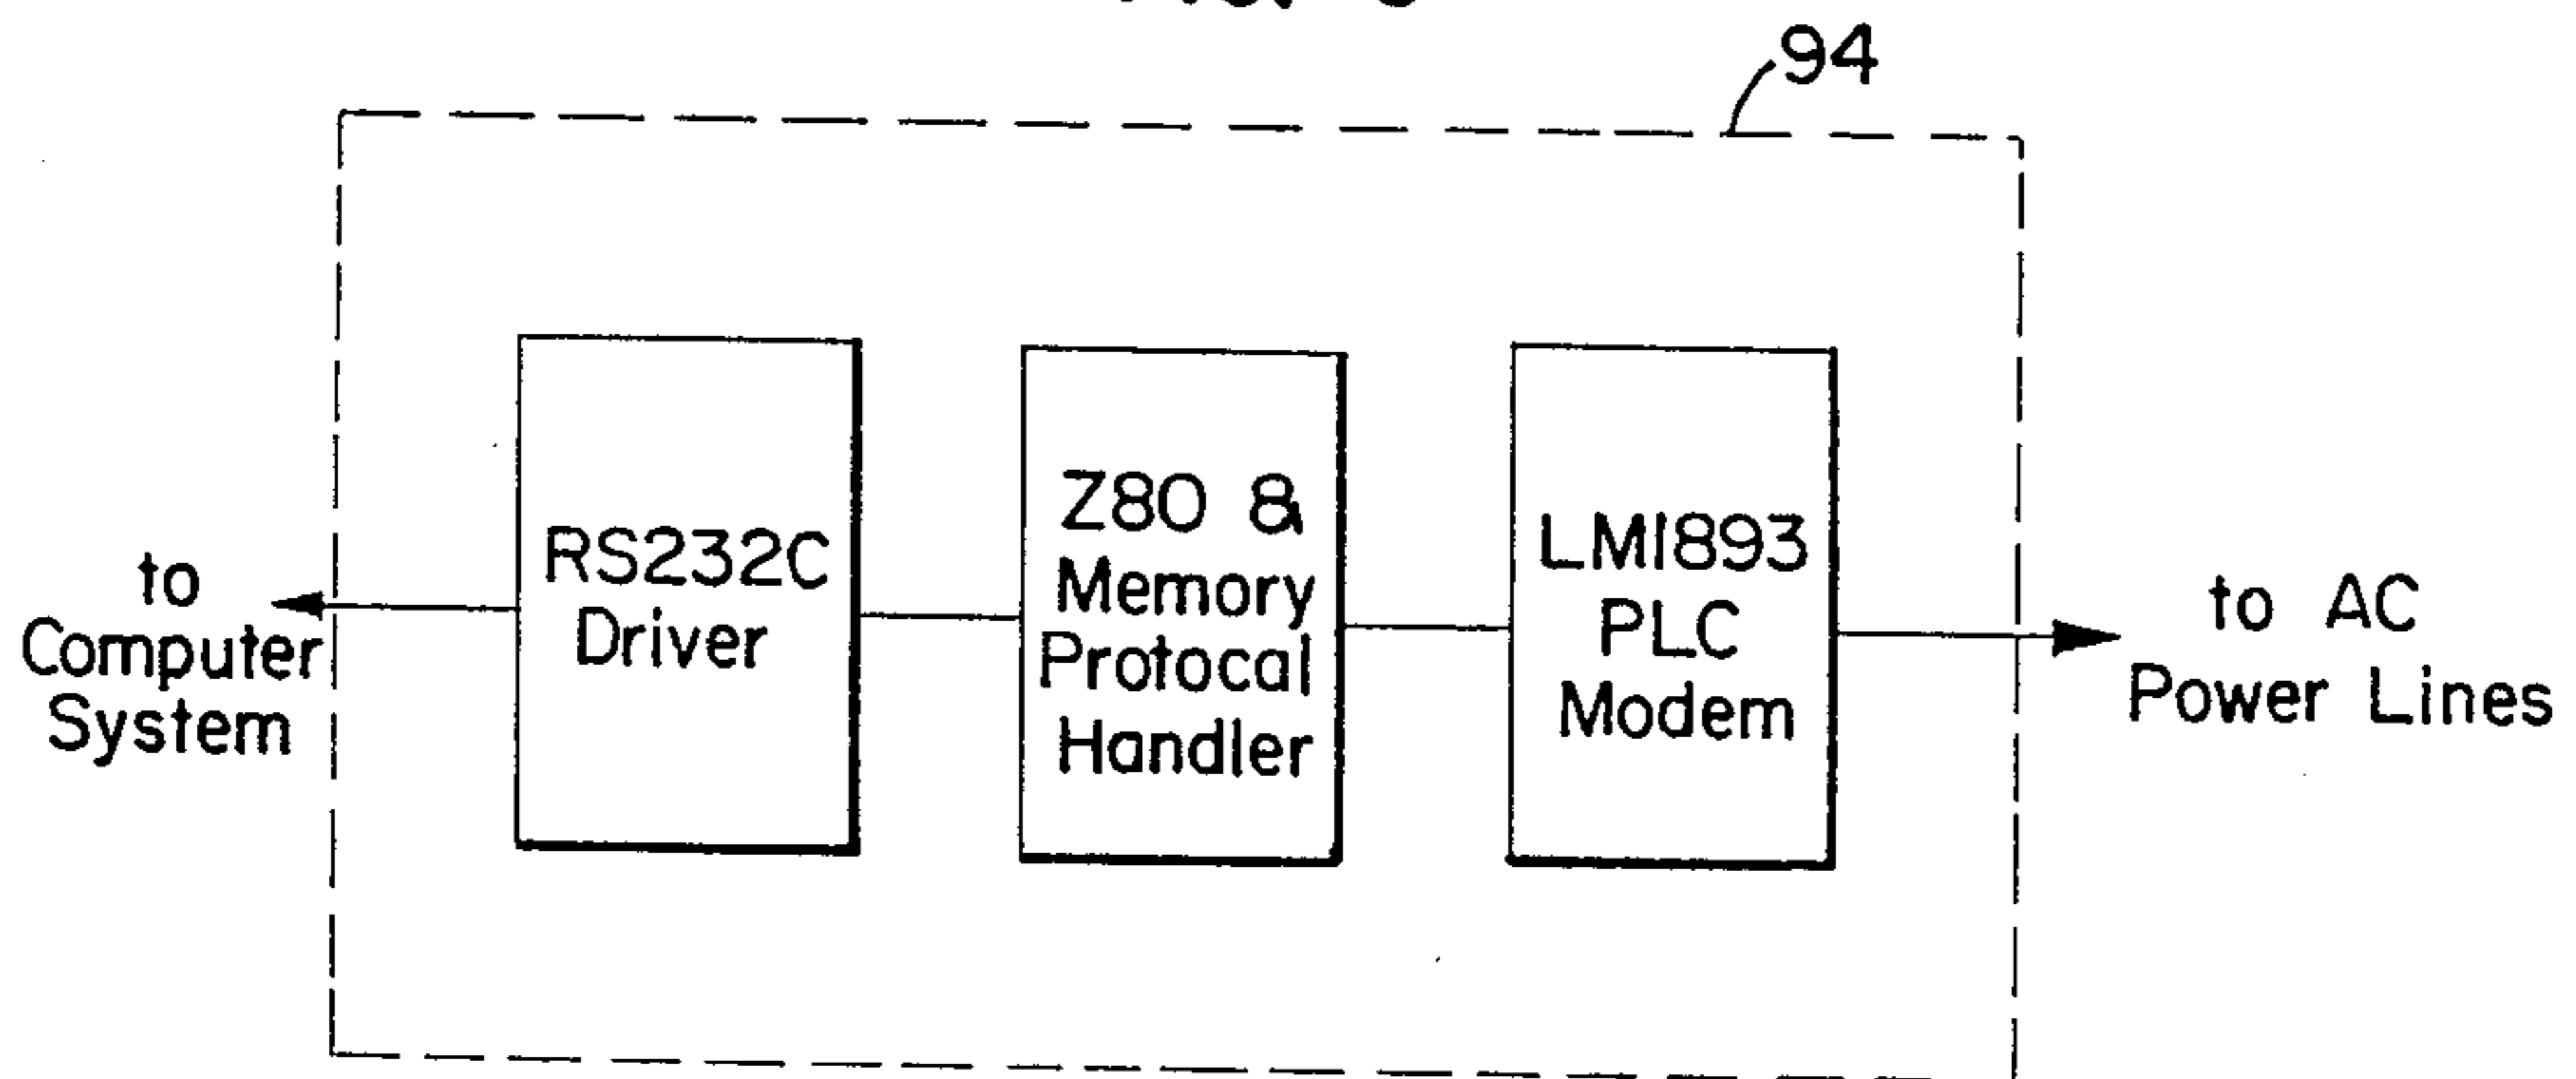 94
to
Computer
System
RS232C
Driver
Z80 &
Memory
Protocal
Handler
LM1893
PLC
Modem
to AC
Power Lines